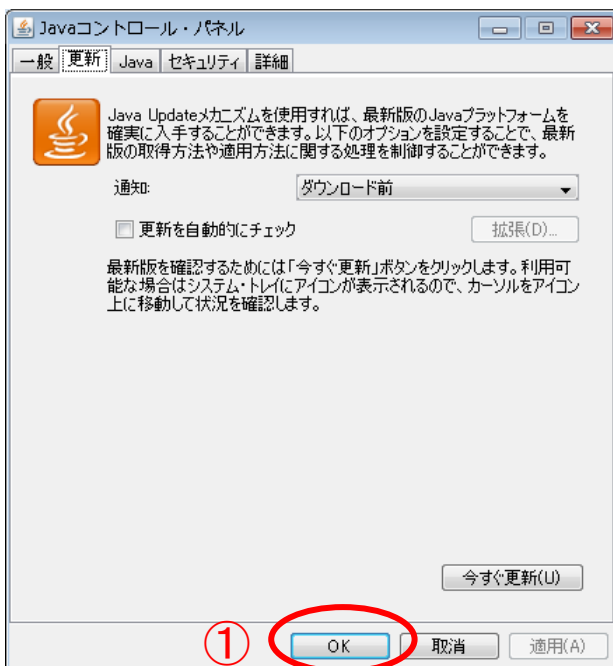 Javaコントロール・パネル
一般 更新 Java セキュリティ 詳細
Java Updateメカニズムを使用すれば、最新版のJavaプラットフォームを
確実に入手することができます。以下のオプションを設定することで、最新
版の取得方法や適用方法に関する処理を制御することができます。
通知: ダウンロード前
更新を自動的にチェック 拡張(D)...
最新版を確認するためには「今すぐ更新」ボタンをクリックします。利用可
能な場合はシステム・トレイにアイコンが表示されるので、カーソルをアイコン
上に移動して状況を確認します。
今すぐ更新(U)
① OK 取消 適用(A)